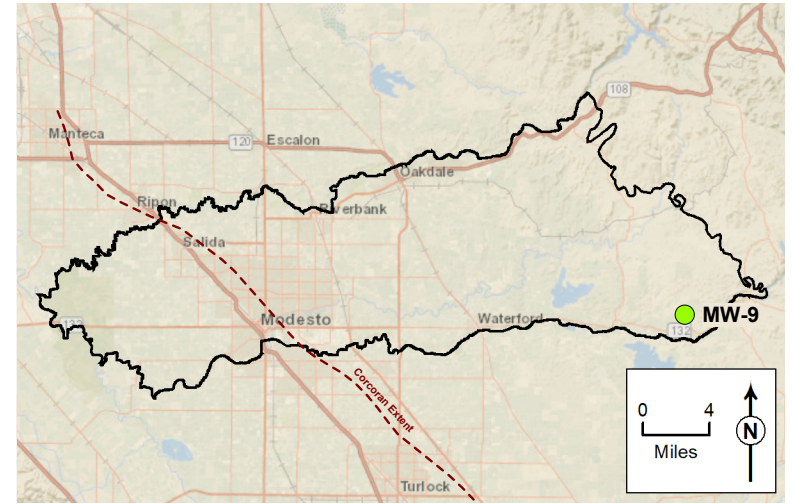 108
Manteca
120
Escalon
Oakdale
Ripon
Riverbank
Salida
MW-9
Waterford
Modesto
132
132
Corcoran Extent
0 4
Miles
N
Turlock